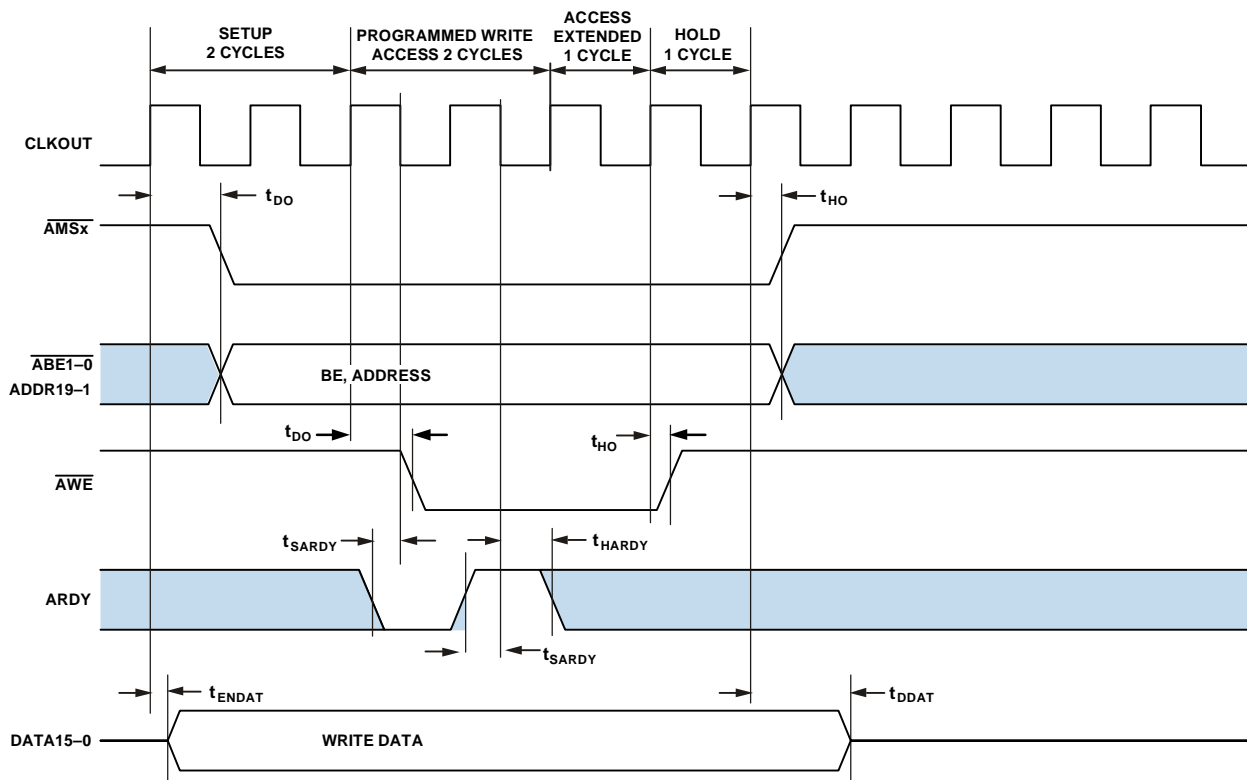 SETUP
2 CYCLES
PROGRAMMED WRITE
ACCESS 2 CYCLES
ACCESS
EXTENDED
1 CYCLE
HOLD
1 CYCLE
CLKOUT
tDO
tHO
AMSx
ABE1–0
ADDR19–1
BE, ADDRESS
tDO
tHO
AWE
tSARDY
tHARDY
ARDY
tSARDY
tENDAT
tDDAT
DATA15–0
WRITE DATA